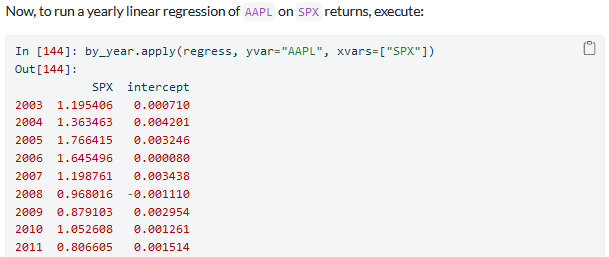 Now, to run a yearly linear regression of AAPL on SPX returns, execute:
In [144]: by_year.apply(regress, yvar="AAPL", xvars=["SPX"])
Out[144]:
SPX intercept
2003 1.195406 0.000710
2004 1.363463 0.004201
2005 1.766415 0.003246
2006 1.645496 0.000080
2007 1.198761 0.003438
2008 0.968016 -0.001110
2009 0.879103 0.002954
2010 1.052608 0.001261
2011 0.806605 0.001514